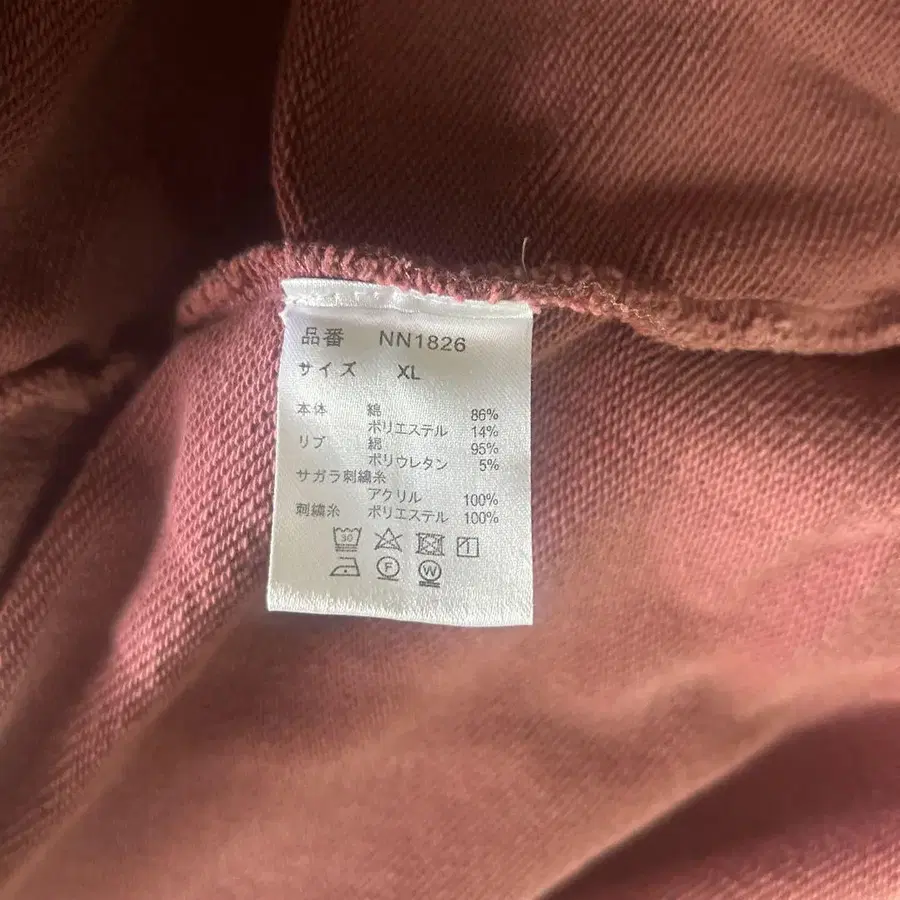 品番 NN1826
サイズ XL
本体 綿 86%
ポリエステル 14%
リブ 綿 95%
ポリウレタン 5%
サガラ刺繍糸
アクリル 100%
刺繍糸 ポリエステル 100%
30
F W